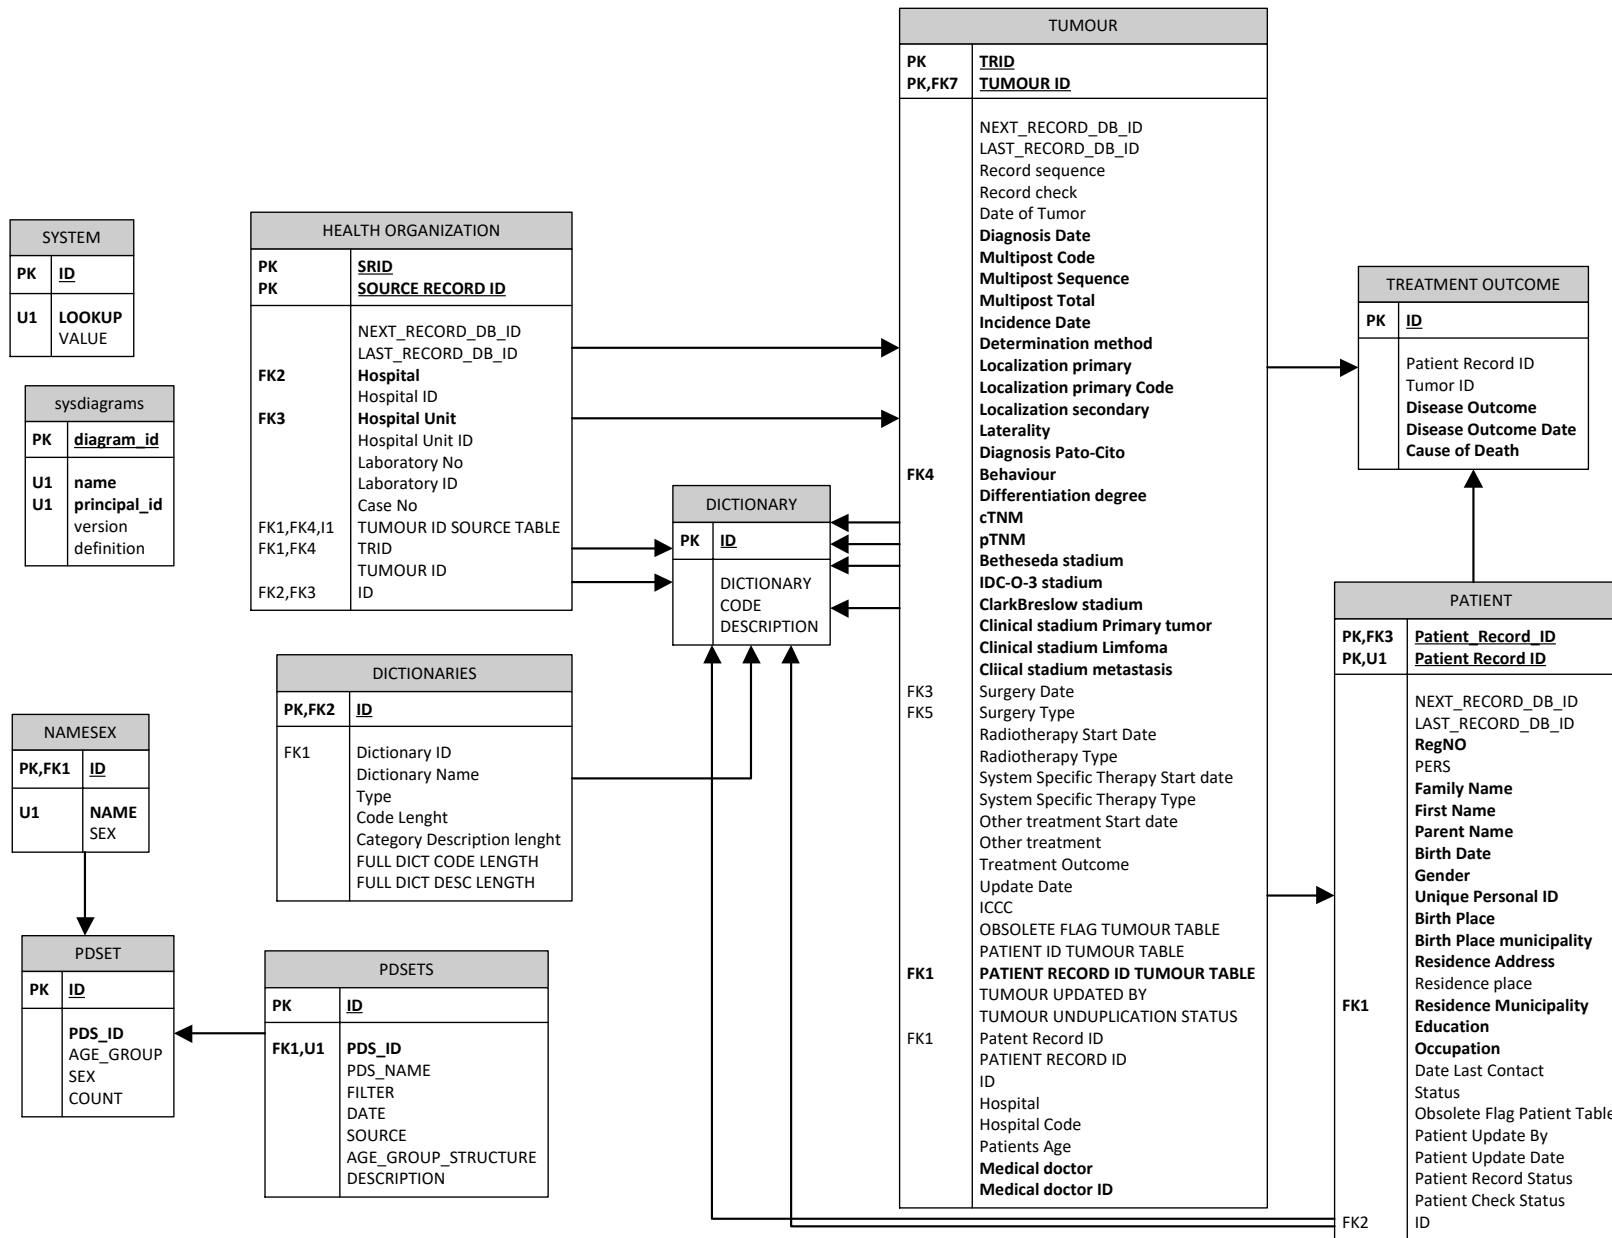 SYSTEM
PK ID
U1 LOOKUP
VALUE
sysdiagrams
PK diagram_id
U1 name
U1 principal_id
version
definition
NAMESEX
PK,FK1 ID
U1 NAME
SEX
PDSET
PK ID
PDS_ID
AGE_GROUP
SEX
COUNT
HEALTH ORGANIZATION
PK SRID
PK SOURCE RECORD ID
NEXT_RECORD_DB_ID
LAST_RECORD_DB_ID
FK2 Hospital
Hospital ID
FK3 Hospital Unit
Hospital Unit ID
Laboratory No
Laboratory ID
Case No
FK1,FK4,I1 TUMOUR ID SOURCE TABLE
FK1,FK4 TRID
TUMOUR ID
FK2,FK3 ID
DICTIONARIES
PK,FK2 ID
FK1 Dictionary ID
Dictionary Name
Type
Code Lenght
Category Description lenght
FULL DICT CODE LENGTH
FULL DICT DESC LENGTH
PDSETS
PK ID
FK1,U1 PDS_ID
PDS_NAME
FILTER
DATE
SOURCE
AGE_GROUP_STRUCTURE
DESCRIPTION
DICTIONARY
PK ID
DICTIONARY
CODE
DESCRIPTION
TUMOUR
PK TRID
PK,FK7 TUMOUR ID
NEXT_RECORD_DB_ID
LAST_RECORD_DB_ID
Record sequence
Record check
Date of Tumor
Diagnosis Date
Multipost Code
Multipost Sequence
Multipost Total
Incidence Date
Determination method
Localization primary
Localization primary Code
Localization secondary
Laterality
Diagnosis Pato-Cito
FK4 Behaviour
Differentiation degree
cTNM
pTNM
Betheseda stadium
IDC-O-3 stadium
ClarkBreslow stadium
Clinical stadium Primary tumor
Clinical stadium Limfoma
Cliical stadium metastasis
FK3 Surgery Date
FK5 Surgery Type
Radiotherapy Start Date
Radiotherapy Type
System Specific Therapy Start date
System Specific Therapy Type
Other treatment Start date
Other treatment
Treatment Outcome
Update Date
ICCC
OBSOLETE FLAG TUMOUR TABLE
PATIENT ID TUMOUR TABLE
FK1 PATIENT RECORD ID TUMOUR TABLE
TUMOUR UPDATED BY
TUMOUR UNDUPLICATION STATUS
FK1 Patent Record ID
PATIENT RECORD ID
ID
Hospital
Hospital Code
Patients Age
Medical doctor
Medical doctor ID
TREATMENT OUTCOME
PK ID
Patient Record ID
Tumor ID
Disease Outcome
Disease Outcome Date
Cause of Death
PATIENT
PK,FK3 Patient_Record_ID
PK,U1 Patient Record ID
NEXT_RECORD_DB_ID
LAST_RECORD_DB_ID
RegNO
PERS
Family Name
First Name
Parent Name
Birth Date
Gender
Unique Personal ID
Birth Place
Birth Place municipality
Residence Address
Residence place
FK1 Residence Municipality
Education
Occupation
Date Last Contact
Status
Obsolete Flag Patient Table
Patient Update By
Patient Update Date
Patient Record Status
Patient Check Status
FK2 ID